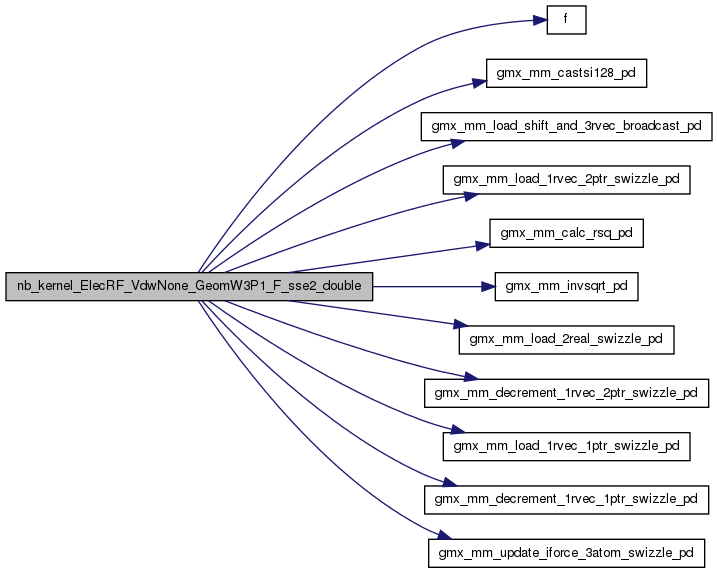 f
gmx_mm_castsi128_pd
gmx_mm_load_shift_and_3rvec_broadcast_pd
gmx_mm_load_1rvec_2ptr_swizzle_pd
gmx_mm_calc_rsq_pd
nb_kernel_ElecRF_VdwNone_GeomW3P1_F_sse2_double
gmx_mm_invsqrt_pd
gmx_mm_load_2real_swizzle_pd
gmx_mm_decrement_1rvec_2ptr_swizzle_pd
gmx_mm_load_1rvec_1ptr_swizzle_pd
gmx_mm_decrement_1rvec_1ptr_swizzle_pd
gmx_mm_update_iforce_3atom_swizzle_pd